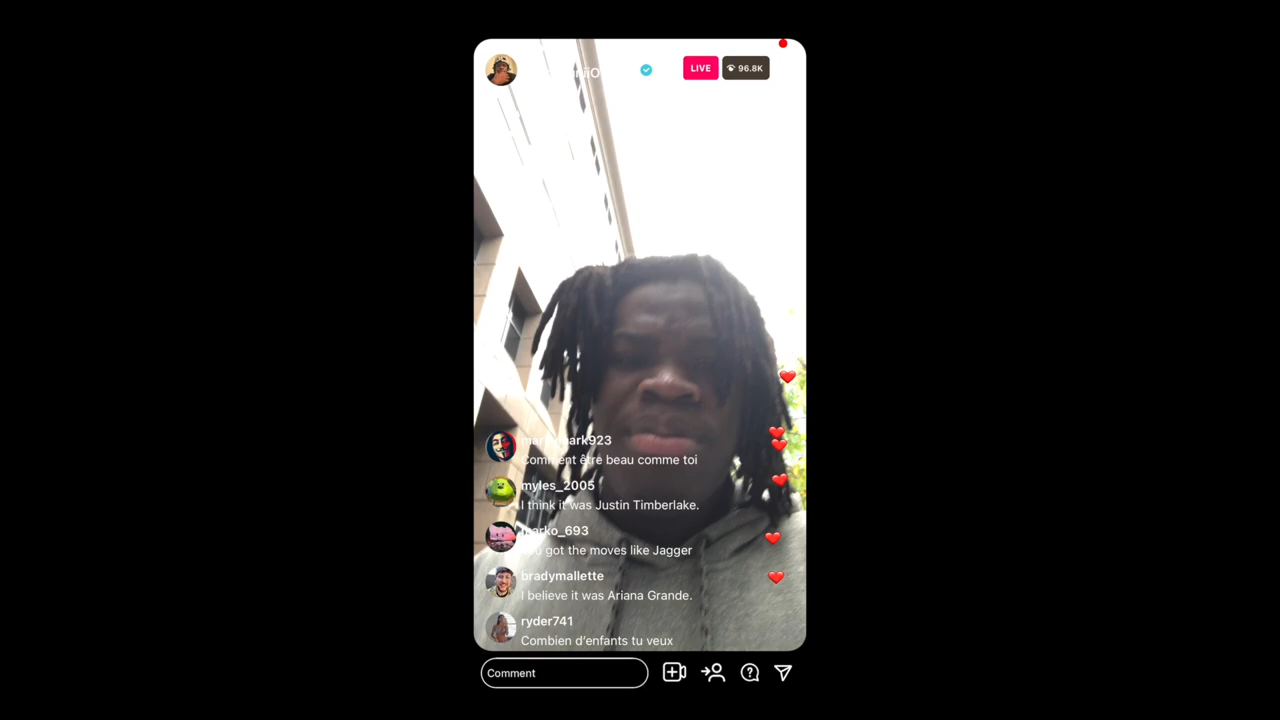 LIVE
96.8K
Comment être beau comme toi
myles_2005
I think it was Justin Timberlake.
got the moves like Jagger
bradymallette
I believe it was Ariana Grande.
ryder741
Combien d'enfants tu veux
Comment